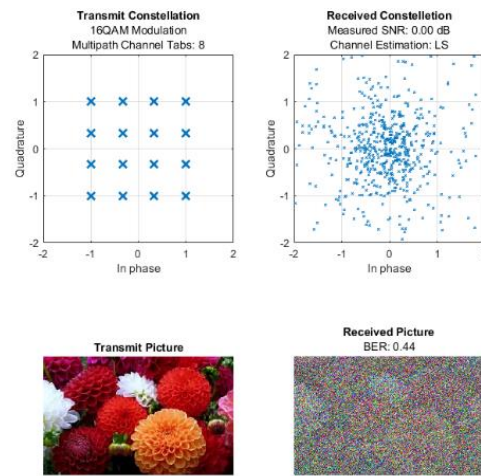 Transmit Constellation
16QAM Modulation
Multipath Channel Tabs: 8
2
1
0
-1
-2
Quadrature
-2
-1
0
1
2
In phase
Received Constelletion
Measured SNR: 0.00 dB
Channel Estimation: LS
2
1
0
-1
-2
Quadrature
-2
-1
0
1
2
In phase
Transmit Picture
Received Picture
BER: 0.44